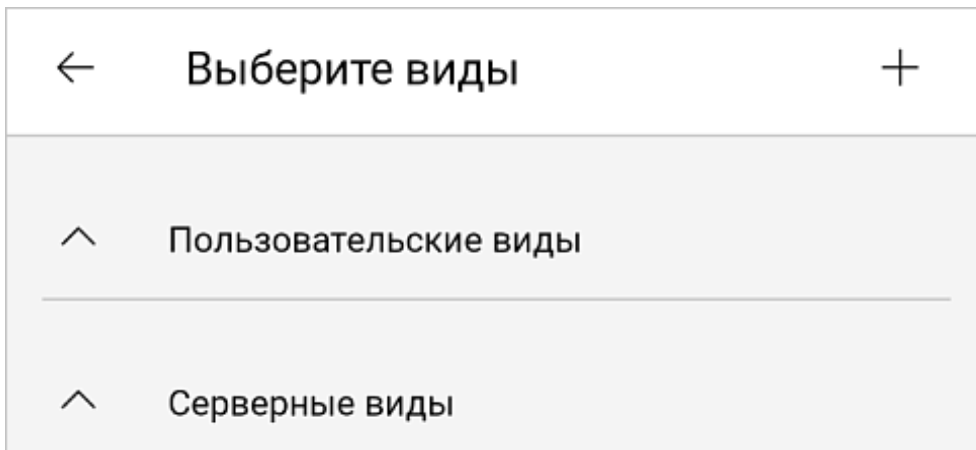 Выберите виды
Пользовательские виды
Серверные виды